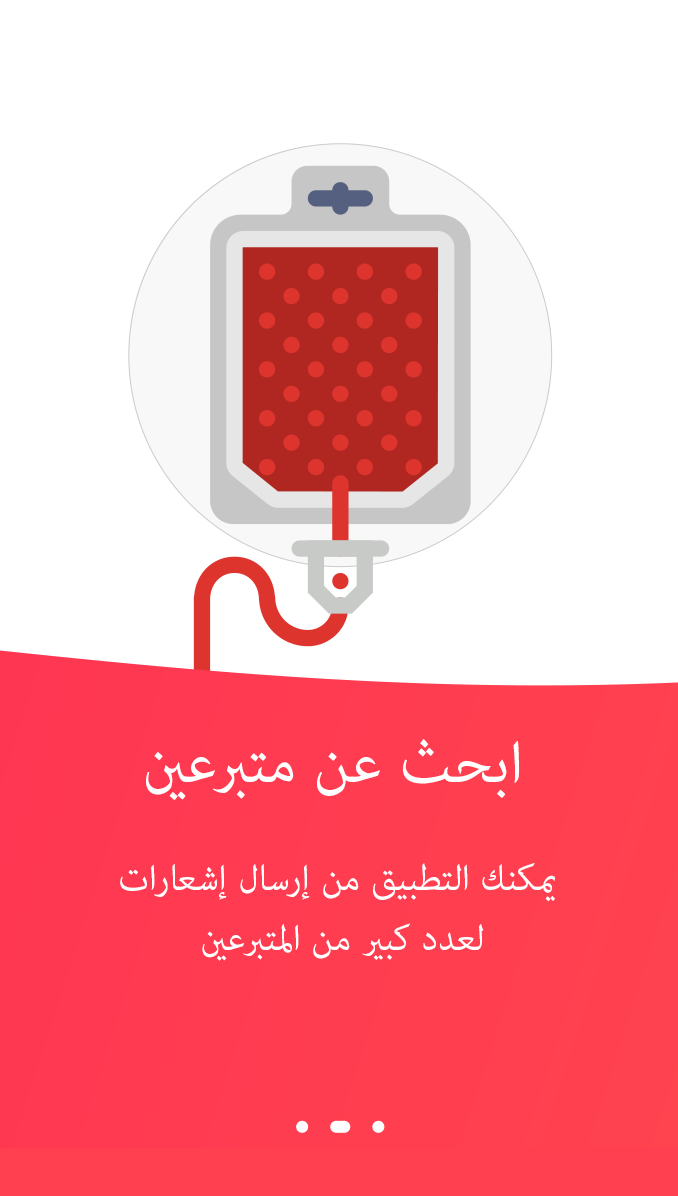 ابحث عن متبرعين
يمكنك التطبيق من إرسال إشعارات
لعدد كبير من المتبرعين